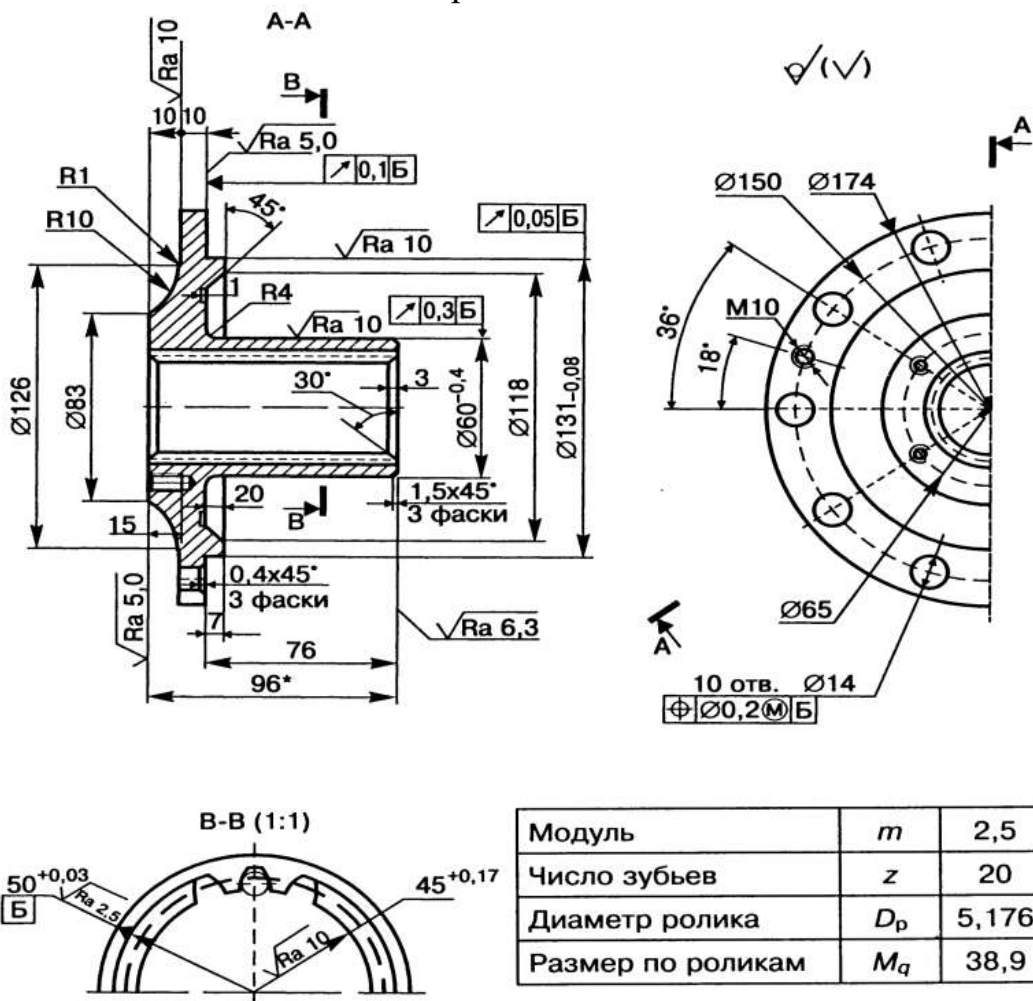 А-А
Ra 10
В
10 10
Ra 5,0
↗ 0,1 Б
R1
R10
45°
↗ 0,05 Б
Ra 10
1
R4
Ra 10
↗ 0,3 Б
30°
3
Ø126
Ø83
Ø60-0,4
Ø118
Ø131-0,08
20
В
1,5х45°
3 фаски
15
0,4х45°
3 фаски
Ra 5,0
7
Ra 6,3
76
96*
(√)
А
Ø150
Ø174
36°
М10
18°
Ø65
А
10 отв. Ø14
⌖ Ø0,2 Ⓜ Б
В-В (1:1)
50+0,03
Ra 2,5
Б
45+0,17
Ra 10
Модуль m 2,5
Число зубьев z 20
Диаметр ролика Dр 5,176
Размер по роликам Mq 38,9